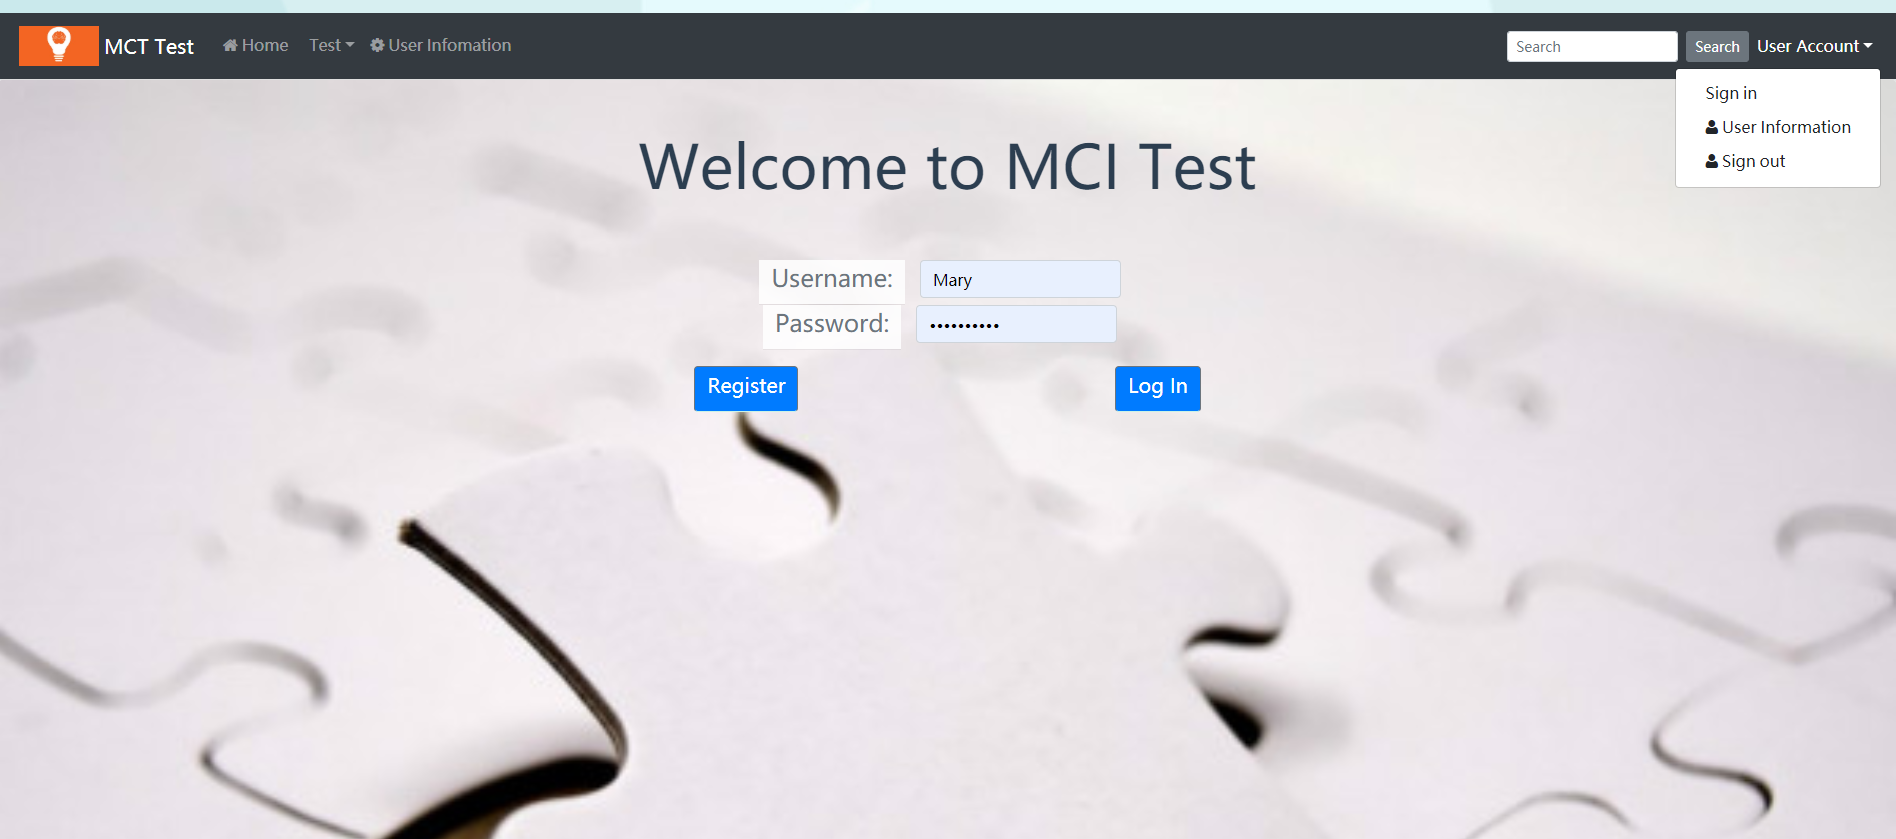 MCT Test Home Test User Infomation Search Search User Account
Sign in
User Information
Sign out
Welcome to MCI Test
Username: Mary
Password: ••••••••••
Register Log In